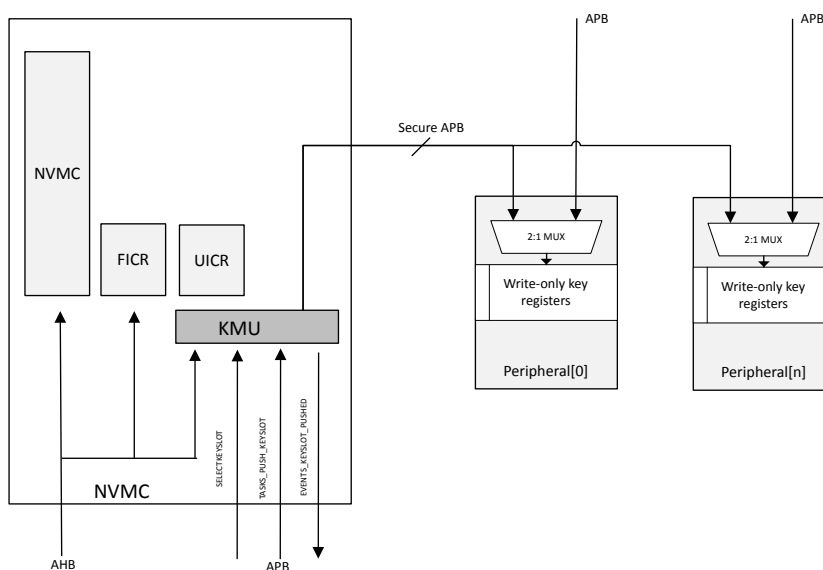 APB
APB
Secure APB
NVMC
2:1 MUX
2:1 MUX
FICR
UICR
Write-only key
registers
Write-only key
registers
KMU
Peripheral[0]
Peripheral[n]
SELECTKEYSLOT
TASKS_PUSH_KEYSLOT
EVENTS_KEYSLOT_PUSHED
NVMC
AHB
APB